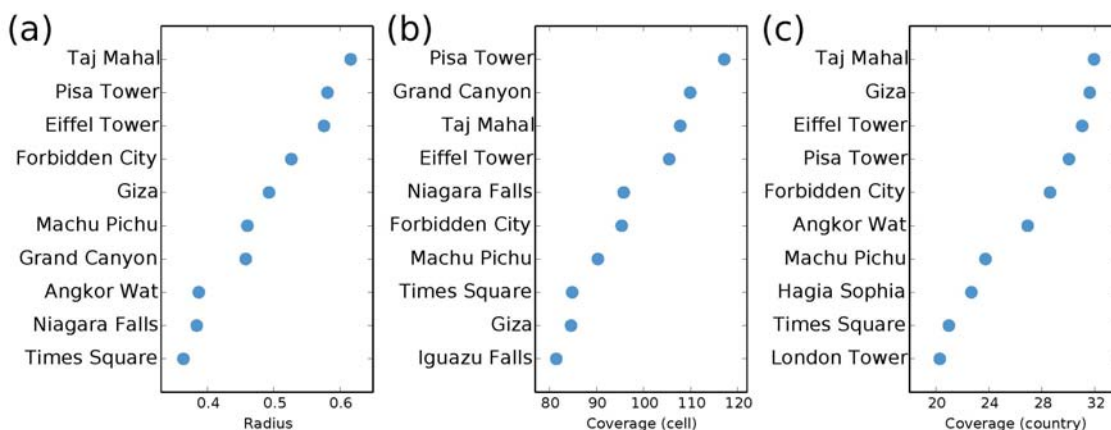 (a)
Taj Mahal
Pisa Tower
Eiffel Tower
Forbidden City
Giza
Machu Pichu
Grand Canyon
Angkor Wat
Niagara Falls
Times Square
0.4 0.5 0.6
Radius
(b)
Pisa Tower
Grand Canyon
Taj Mahal
Eiffel Tower
Niagara Falls
Forbidden City
Machu Pichu
Times Square
Giza
Iguazu Falls
80 90 100 110 120
Coverage (cell)
(c)
Taj Mahal
Giza
Eiffel Tower
Pisa Tower
Forbidden City
Angkor Wat
Machu Pichu
Hagia Sophia
Times Square
London Tower
20 24 28 32
Coverage (country)